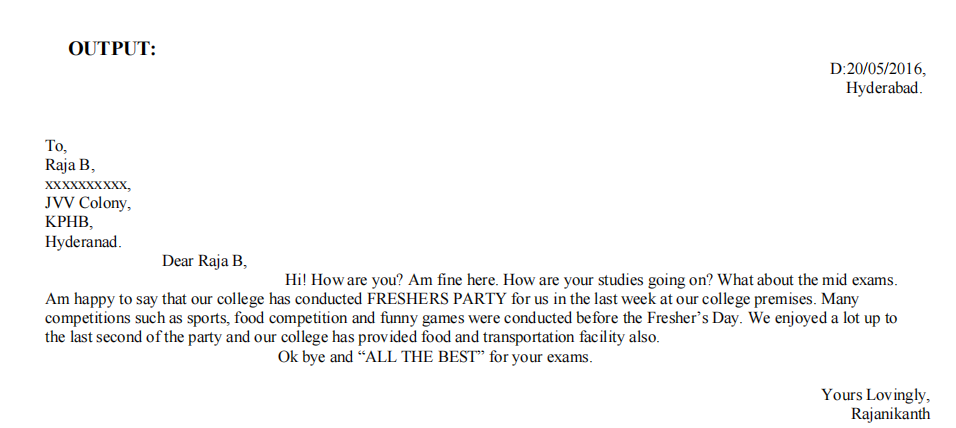 OUTPUT:
D:20/05/2016,
Hyderabad.
To,
Raja B,
xxxxxxxxxx,
JVV Colony,
KPHB,
Hyderanad.
Dear Raja B,
Hi! How are you? Am fine here. How are your studies going on? What about the mid exams.
Am happy to say that our college has conducted FRESHERS PARTY for us in the last week at our college premises. Many
competitions such as sports, food competition and funny games were conducted before the Fresher’s Day. We enjoyed a lot up to
the last second of the party and our college has provided food and transportation facility also.
Ok bye and “ALL THE BEST” for your exams.
Yours Lovingly,
Rajanikanth